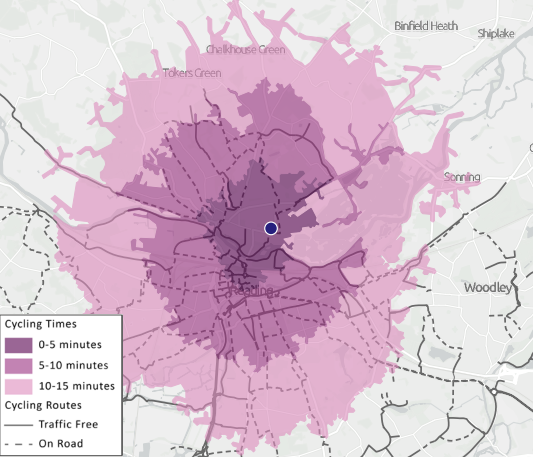 Binfield Heath
Shiplake
Chalkhouse Green
Tokers Green
Sonning
Woodley
Reading
Cycling Times
0-5 minutes
5-10 minutes
10-15 minutes
Cycling Routes
Traffic Free
On Road